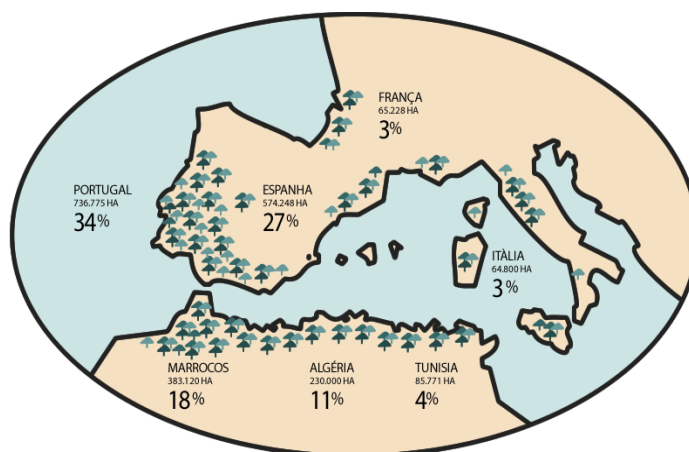 FRANÇA
65.228 HA
3%
PORTUGAL
736.775 HA
34%
ESPANHA
574.248 HA
27%
ITÀLIA
64.800 HA
3%
MARROCOS
383.120 HA
18%
ALGÉRIA
230.000 HA
11%
TUNISIA
85.771 HA
4%